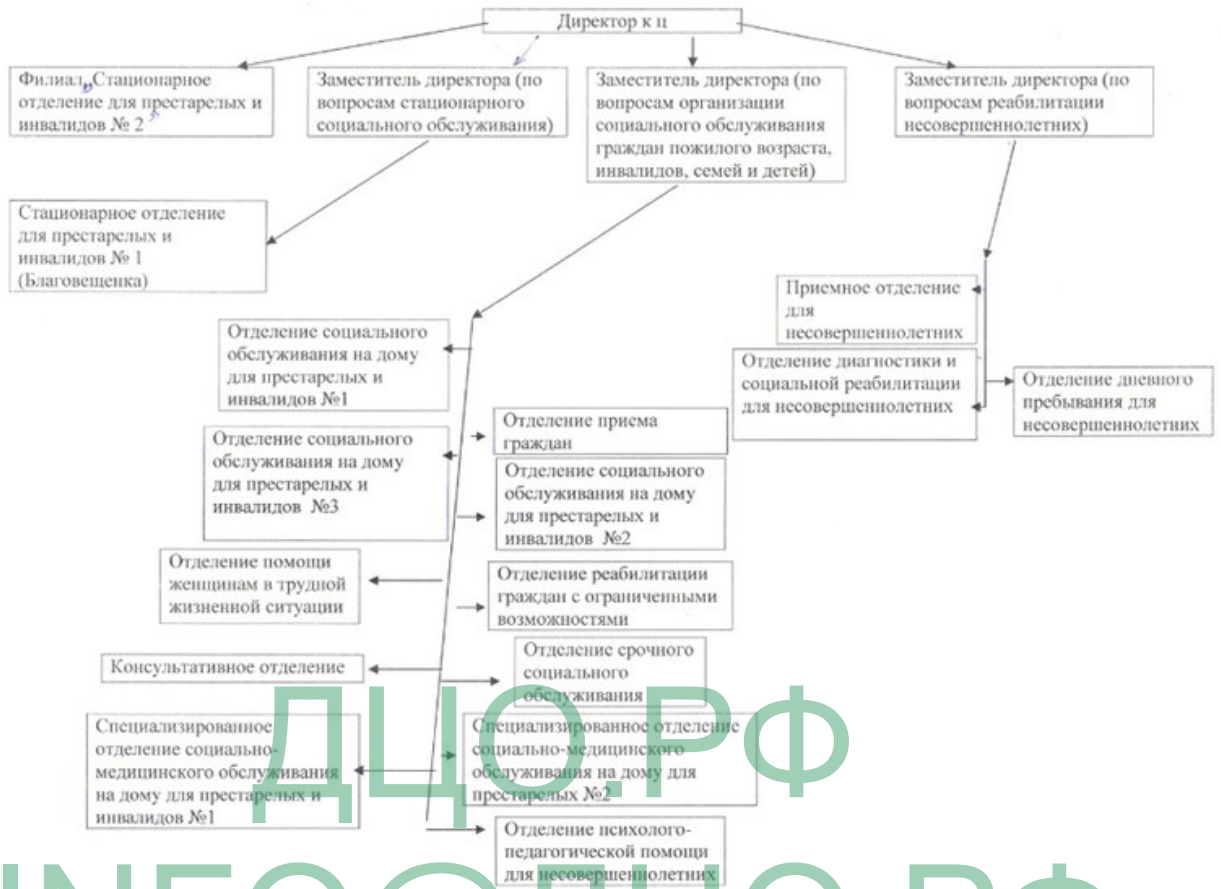 Директор к ц
Филиал „Стационарное
отделение для престарелых и
инвалидов № 2”
Заместитель директора (по
вопросам стационарного
социального обслуживания)
Заместитель директора (по
вопросам организации
социального обслуживания
граждан пожилого возраста,
инвалидов, семей и детей)
Заместитель директора (по
вопросам реабилитации
несовершеннолетних)
Стационарное отделение
для престарелых и
инвалидов № 1
(Благовещенка)
Приемное отделение
для
несовершеннолетних
Отделение диагностики и
социальной реабилитации
для несовершеннолетних
Отделение дневного
пребывания для
несовершеннолетних
Отделение социального
обслуживания на дому
для престарелых и
инвалидов №1
Отделение приема
граждан
Отделение социального
обслуживания на дому
для престарелых и
инвалидов №3
Отделение социального
обслуживания на дому
для престарелых и
инвалидов №2
Отделение помощи
женщинам в трудной
жизненной ситуации
Отделение реабилитации
граждан с ограниченными
возможностями
Консультативное отделение
Отделение срочного
социального
обслуживания
Специализированное
отделение социально-
медицинского обслуживания
на дому для престарелых и
инвалидов №1
Специализированное отделение
социально-медицинского
обслуживания на дому для
престарелых №2
Отделение психолого-
педагогической помощи
для несовершеннолетних
ДЦО.РФ